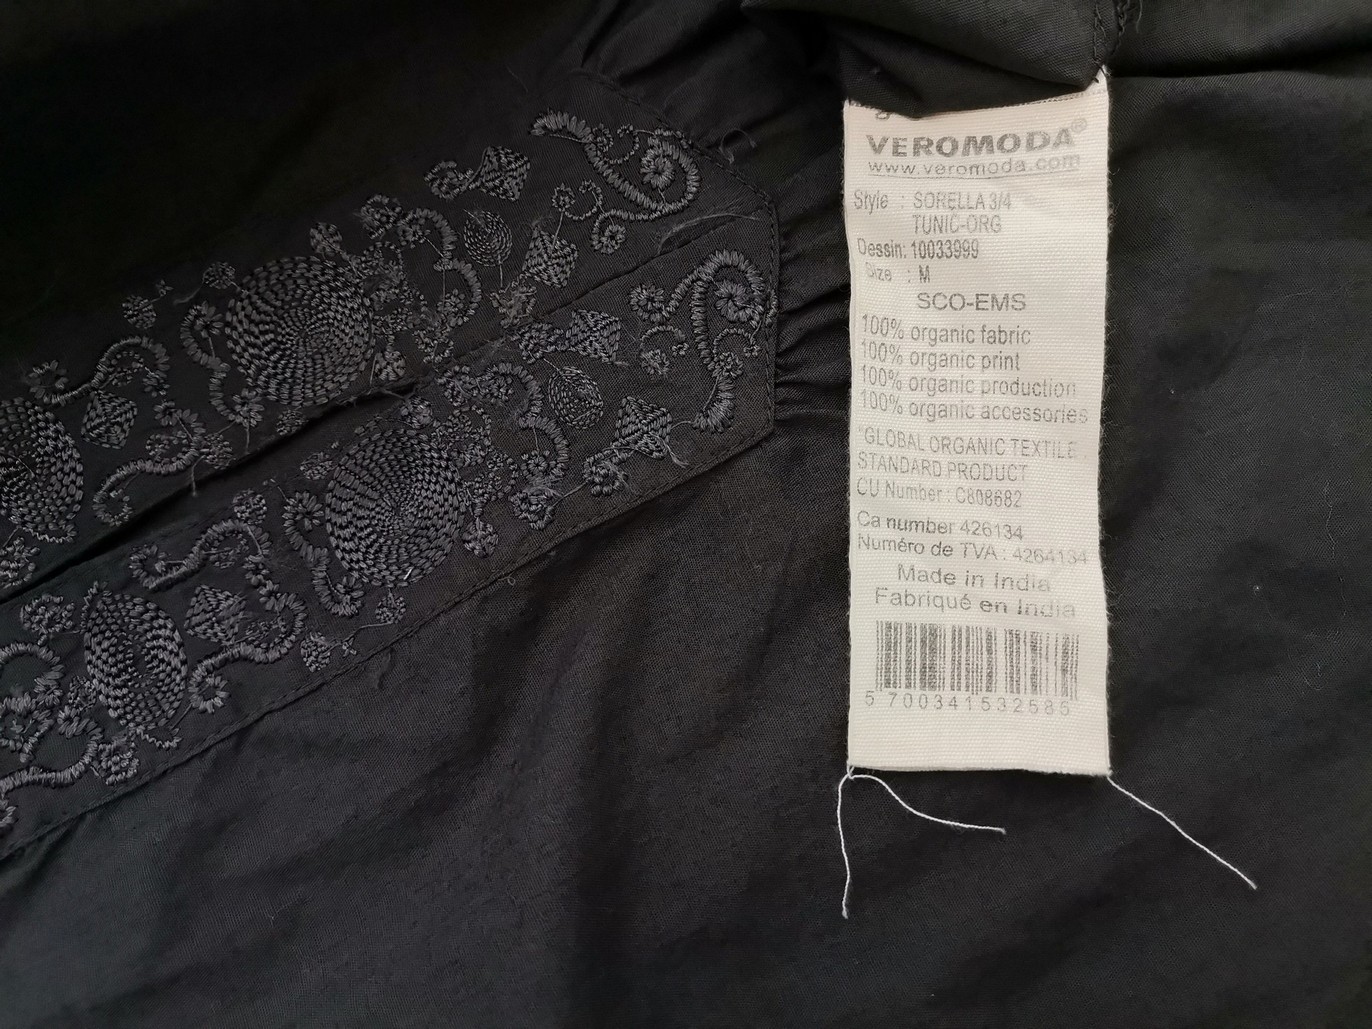 VEROMODA®
www.veromoda.com
Style : SORELLA 3/4
TUNIC-ORG
Dessin: 10033999
Size : M
SCO-EMS
100% organic fabric
100% organic print
100% organic production
100% organic accessories
"GLOBAL ORGANIC TEXTILE
STANDARD PRODUCT
CU Number : C808682
Ca number 426134
Numéro de TVA : 4264134
Made in India
Fabriqué en India
5 700341532585